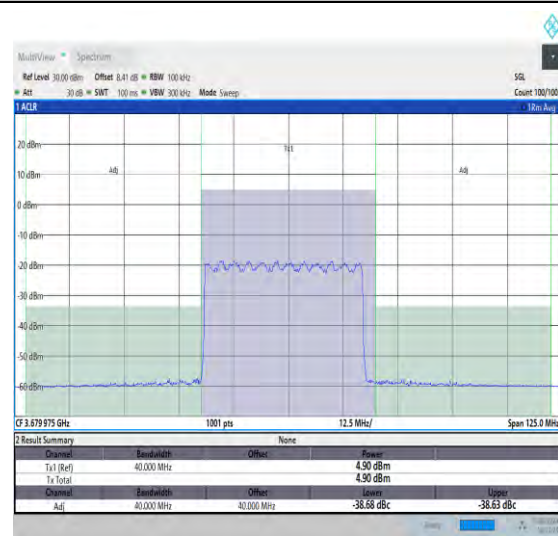 MultiView Spectrum
Ref Level 30.00 dBm Offset 8.41 dB RBW 100 kHz SGL
Att 30 dB SWT 100 ms VBW 300 kHz Mode Sweep Count 100/100
1 ACLR 1Rm Avg
20 dBm
Tx1
10 dBm
Adj Adj
0 dBm
-10 dBm
-20 dBm
-30 dBm
-40 dBm
-50 dBm
-60 dBm
CF 3.679 975 GHz 1001 pts 12.5 MHz/ Span 125.0 MHz
2 Result Summary None
Channel Bandwidth Offset Power
Tx1 (Ref) 40.000 MHz 4.90 dBm
Tx Total 4.90 dBm
Channel Bandwidth Offset Lower Upper
Adj 40.000 MHz 40.000 MHz -38.68 dBc -38.63 dBc